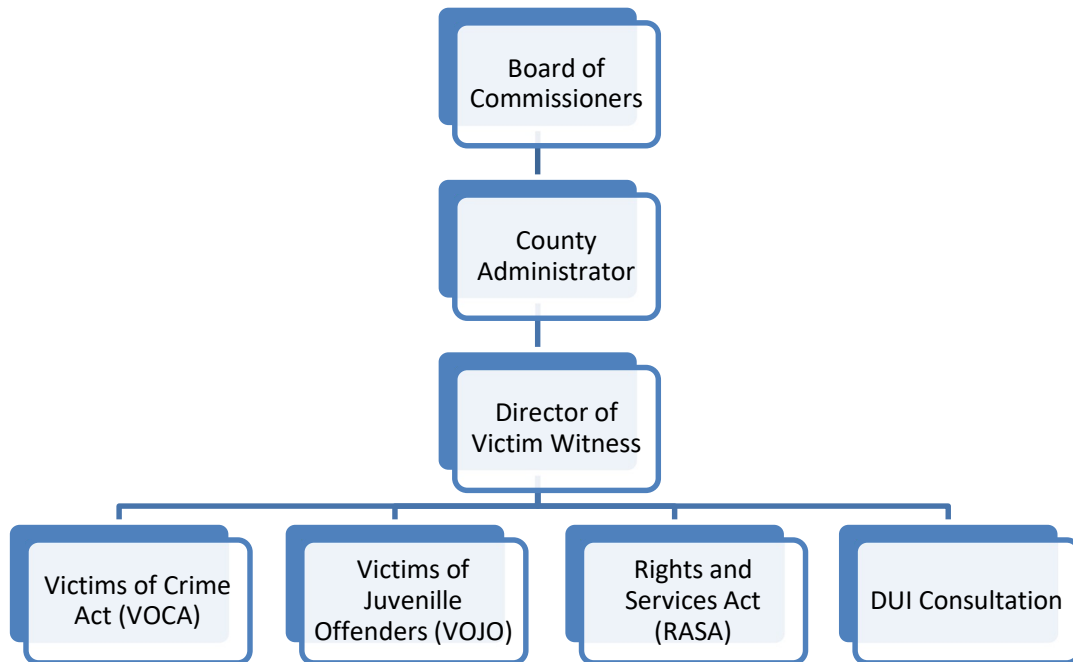 Board of
Commissioners
County
Administrator
Director of
Victim Witness
Victims of Crime
Act (VOCA)
Victims of
Juvenille
Offenders (VOJO)
Rights and
Services Act
(RASA)
DUI Consultation